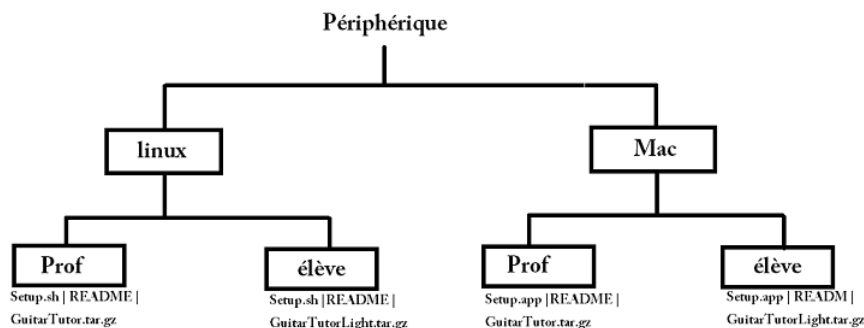 Périphérique
linux
Mac
Prof
élève
Prof
élève
Setup.sh | README |
GuitarTutor.tar.gz
Setup.sh | README |
GuitarTutorLight.tar.gz
Setup.app | README |
GuitarTutor.tar.gz
Setup.app | READM |
GuitarTutorLight.tar.gz